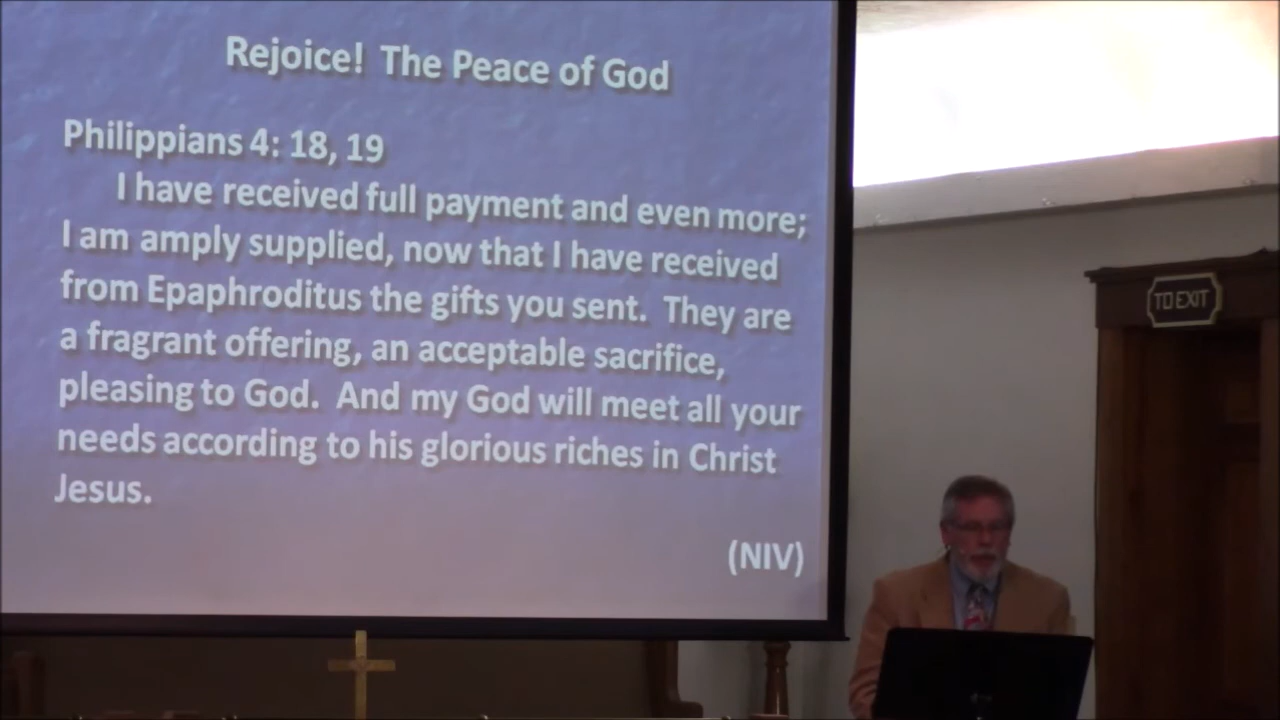 Rejoice!  The Peace of God
Philippians 4: 18, 19
I have received full payment and even more;
I am amply supplied, now that I have received
from Epaphroditus the gifts you sent.  They are
a fragrant offering, an acceptable sacrifice,
pleasing to God.  And my God will meet all your
needs according to his glorious riches in Christ
Jesus.
(NIV)
TO EXIT